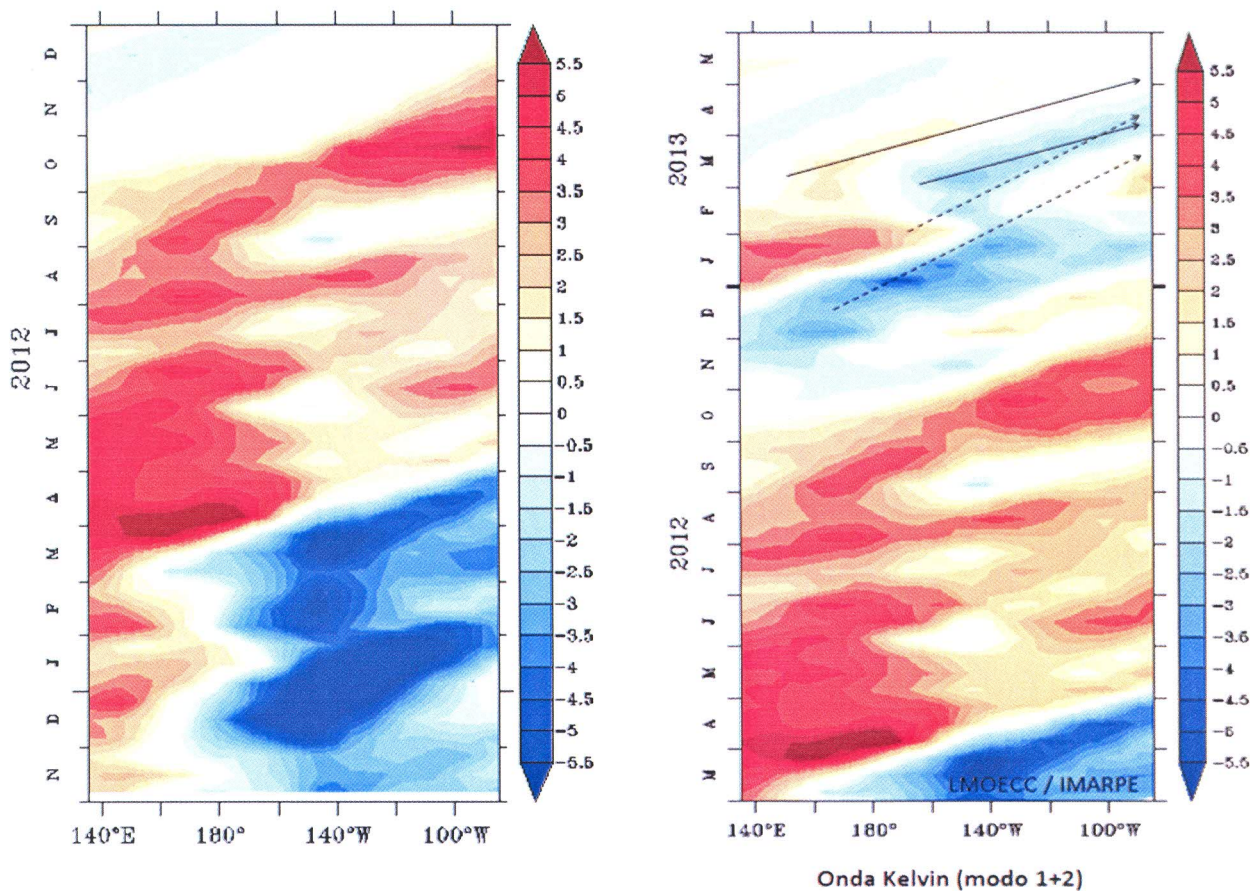 D
N
O
S
A
J
J
M
A
M
F
J
D
N
2012
5.5
5
4.5
4
3.5
3
2.5
2
1.5
1
0.5
0
-0.5
-1
-1.5
-2
-2.5
-3
-3.5
-4
-4.5
-5
-5.5
140°E 180° 140°W 100°W
M
A
M
F
J
D
N
O
S
A
J
J
M
A
M
2013
2012
5.5
5
4.5
4
3.5
3
2.5
2
1.5
1
0.5
0
-0.5
-1
-1.5
-2
-2.5
-3
-3.5
-4
-4.5
-5
-5.5
LMOECC / IMARPE
140°E 180° 140°W 100°W
Onda Kelvin (modo 1+2)